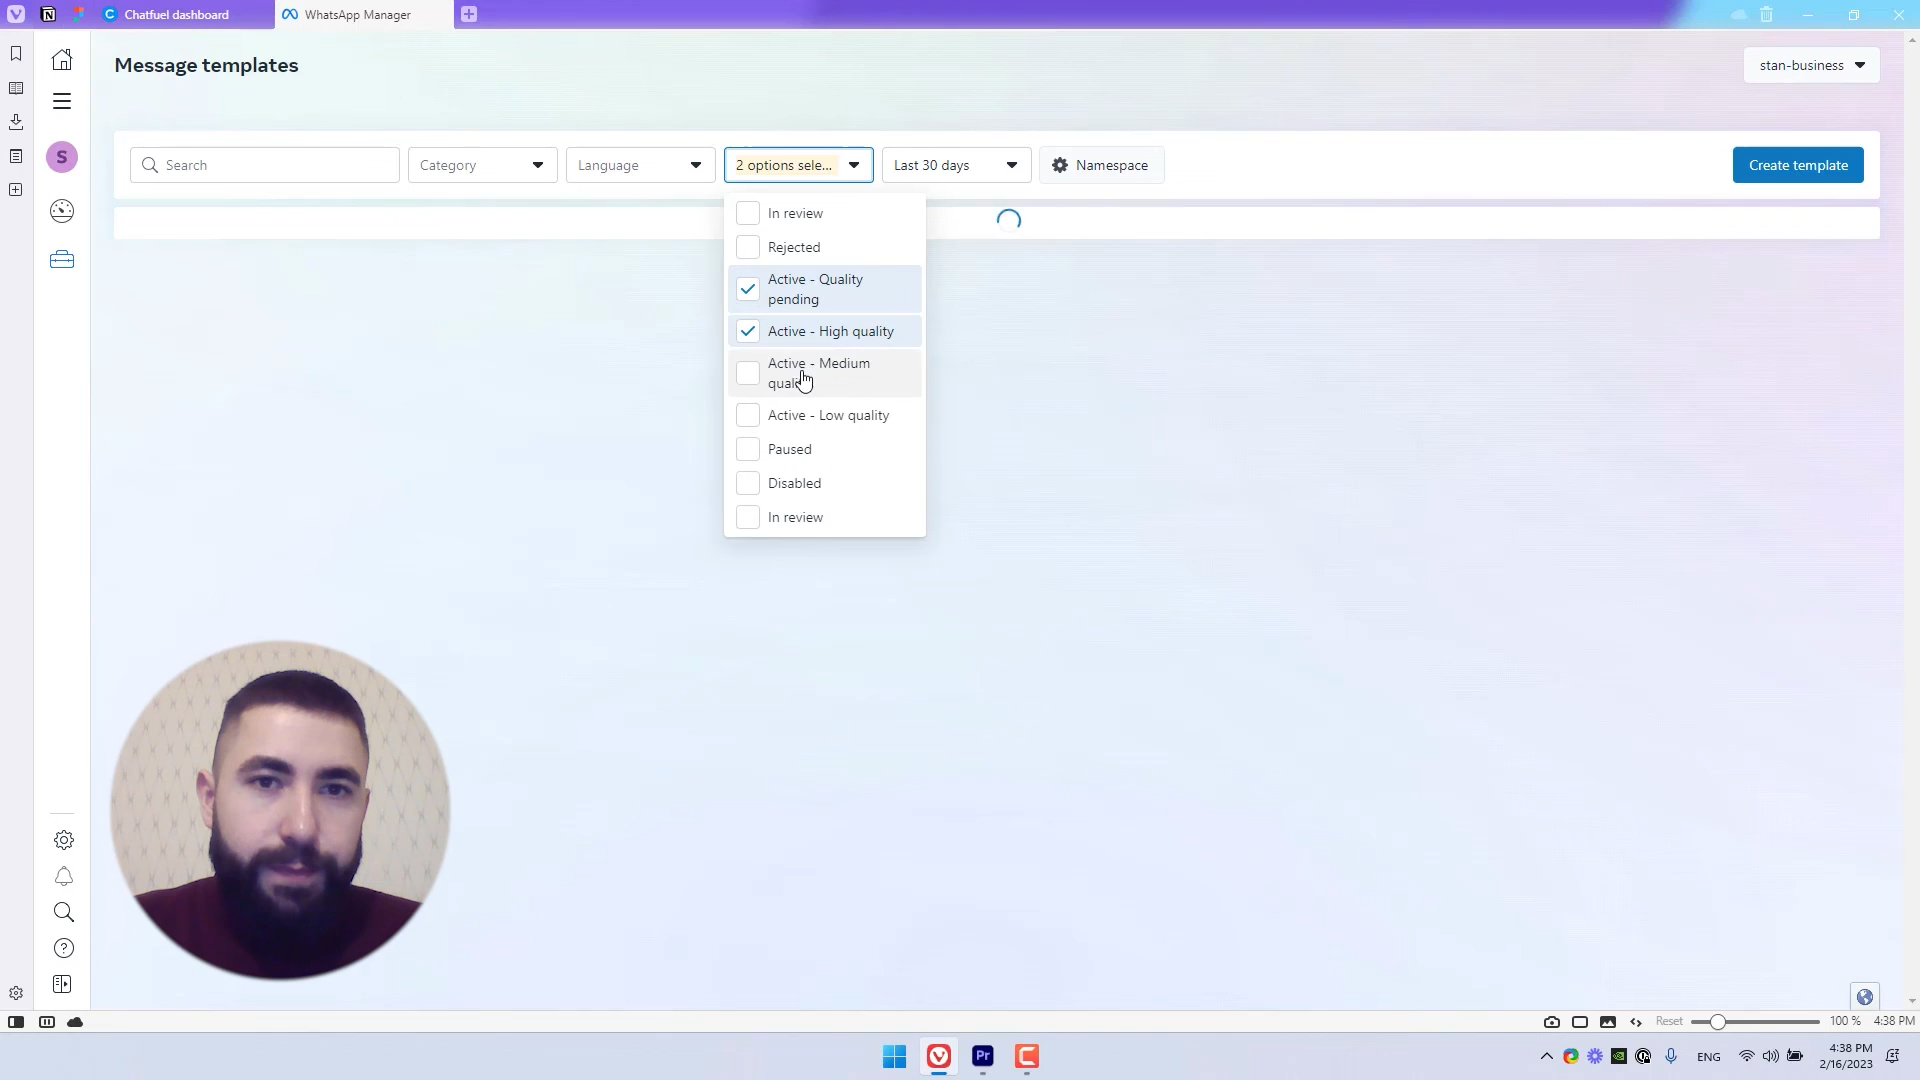 Chatfuel dashboard
WhatsApp Manager
Message templates
stan-business
S
Search
Category
Language
2 options sele...
Last 30 days
Namespace
Create template
In review
Rejected
Active - Quality
pending
Active - High quality
Active - Medium
Active - Low quality
Paused
Disabled
In review
Reset
100 %
4:38 PM
Pr
ENG
4:38 PM
2/16/2023